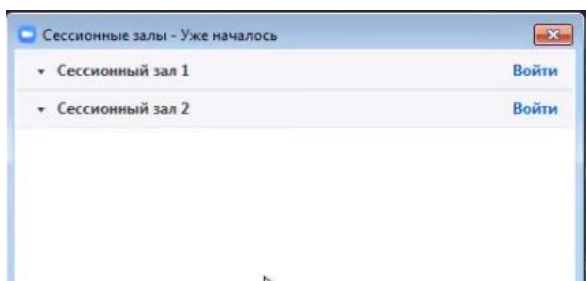 Сессионные залы - Уже началось
Сессионный зал 1 Войти
Сессионный зал 2 Войти